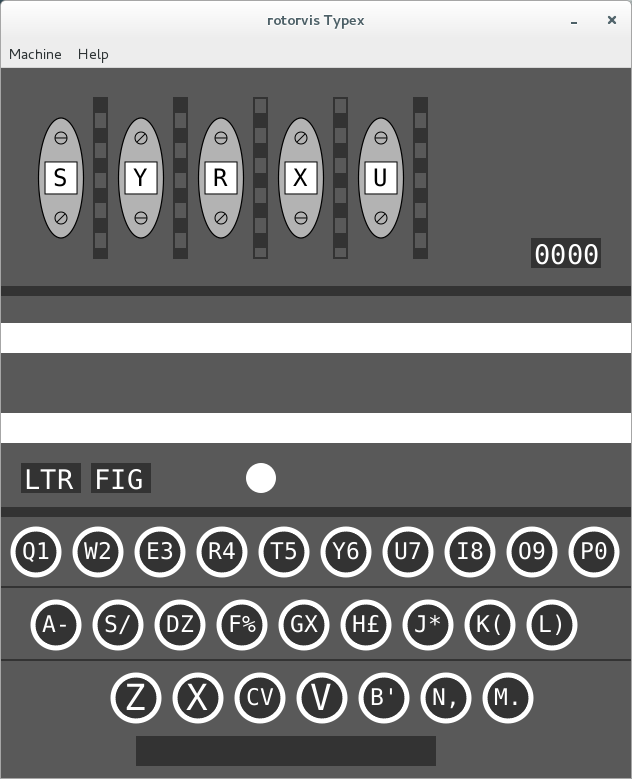 rotorvis Typex
Machine Help
S Y R X U
0000
LTR FIG
Q1 W2 E3 R4 T5 Y6 U7 I8 O9 P0
A- S/ DZ F% GX H£ J* K( L)
Z X CV V B' N, M.